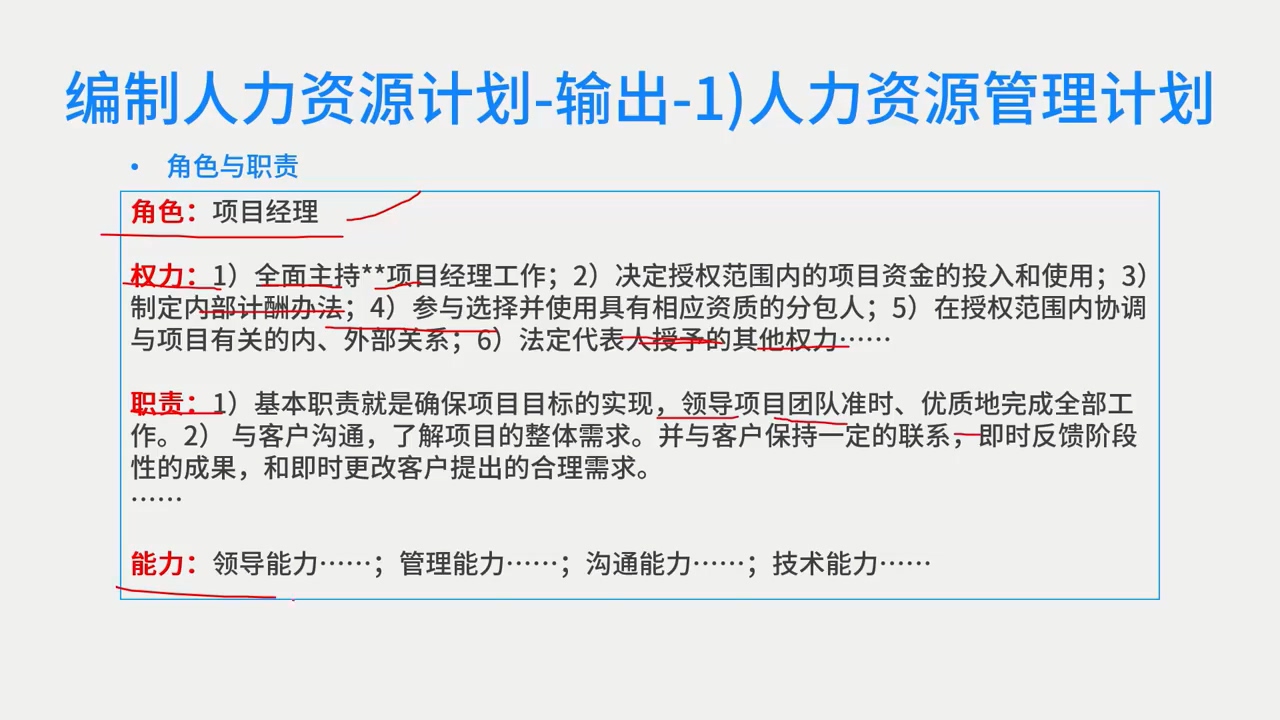 编制人力资源计划-输出-1)人力资源管理计划
• 角色与职责
角色：项目经理
权力：1）全面主持**项目经理工作；2）决定授权范围内的项目资金的投入和使用；3）
制定内部计酬办法；4）参与选择并使用具有相应资质的分包人；5）在授权范围内协调
与项目有关的内、外部关系；6）法定代表人授予的其他权力……
职责：1）基本职责就是确保项目目标的实现，领导项目团队准时、优质地完成全部工
作。2） 与客户沟通，了解项目的整体需求。并与客户保持一定的联系，即时反馈阶段
性的成果，和即时更改客户提出的合理需求。
……
能力：领导能力……；管理能力……；沟通能力……；技术能力……